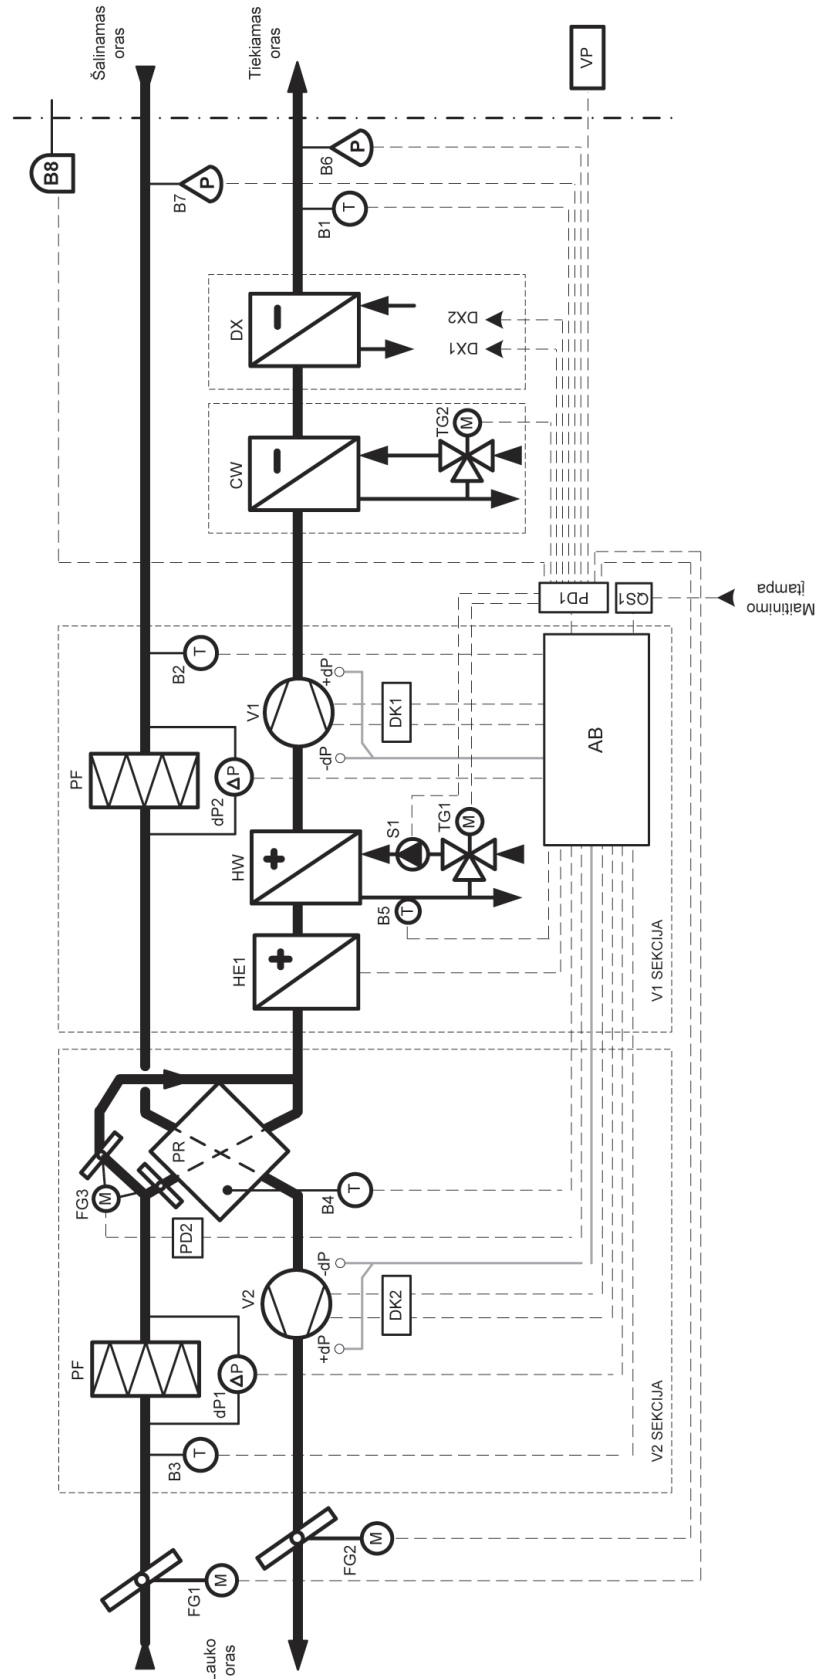 Šalinamas
oras
Tiekiamas
oras
VP
B8
B7
P
B6
P
B1
T
DX
DX2
DX1
CW
TG2
M
PD1
QS1
Maitinimo
įtampa
B2
T
V1
+dP
-dP
DK1
PF
ΔP
dP2
AB
HW
S1
TG1
M
B5
T
HE1
V1 SEKCIJA
PR
FG3
M
PD2
B4
T
V2
-dP
+dP
DK2
PF
ΔP
dP1
B3
T
V2 SEKCIJA
FG2
M
FG1
M
Lauko
oras